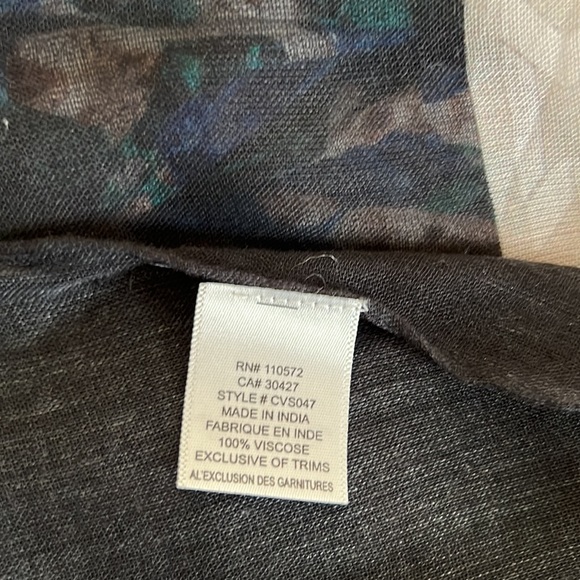 RN# 110572
CA# 30427
STYLE # CVS047
MADE IN INDIA
FABRIQUE EN INDE
100% VISCOSE
EXCLUSIVE OF TRIMS
AL'EXCLUSION DES GARNITURES